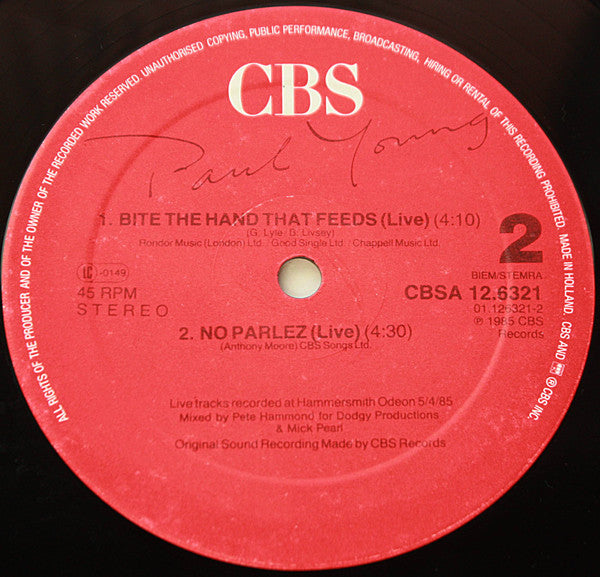 ALL RIGHTS OF THE PRODUCER AND OF THE OWNER OF THE RECORDED WORK RESERVED. UNAUTHORISED COPYING, PUBLIC PERFORMANCE, BROADCASTING, HIRING OR RENTAL OF THIS RECORDING PROHIBITED. MADE IN HOLLAND. CBS AND ® © CBS INC.
CBS
Paul Young
1. BITE THE HAND THAT FEEDS (Live) (4:10)
(G. Lyle- B. Livsey)
Rondor Music (London) Ltd. / Good Single Ltd. / Chappell Music Ltd.
2
LC -0149
45 RPM
STEREO
BIEM/STEMRA
CBSA 12.6321
01.126321-2
℗ 1985 CBS
Records
2. NO PARLEZ (Live) (4:30)
(Anthony Moore) CBS Songs Ltd.
Live tracks recorded at Hammersmith Odeon 5/4/85
Mixed by Pete Hammond for Dodgy Productions
& Mick Pearl
Original Sound Recording Made by CBS Records